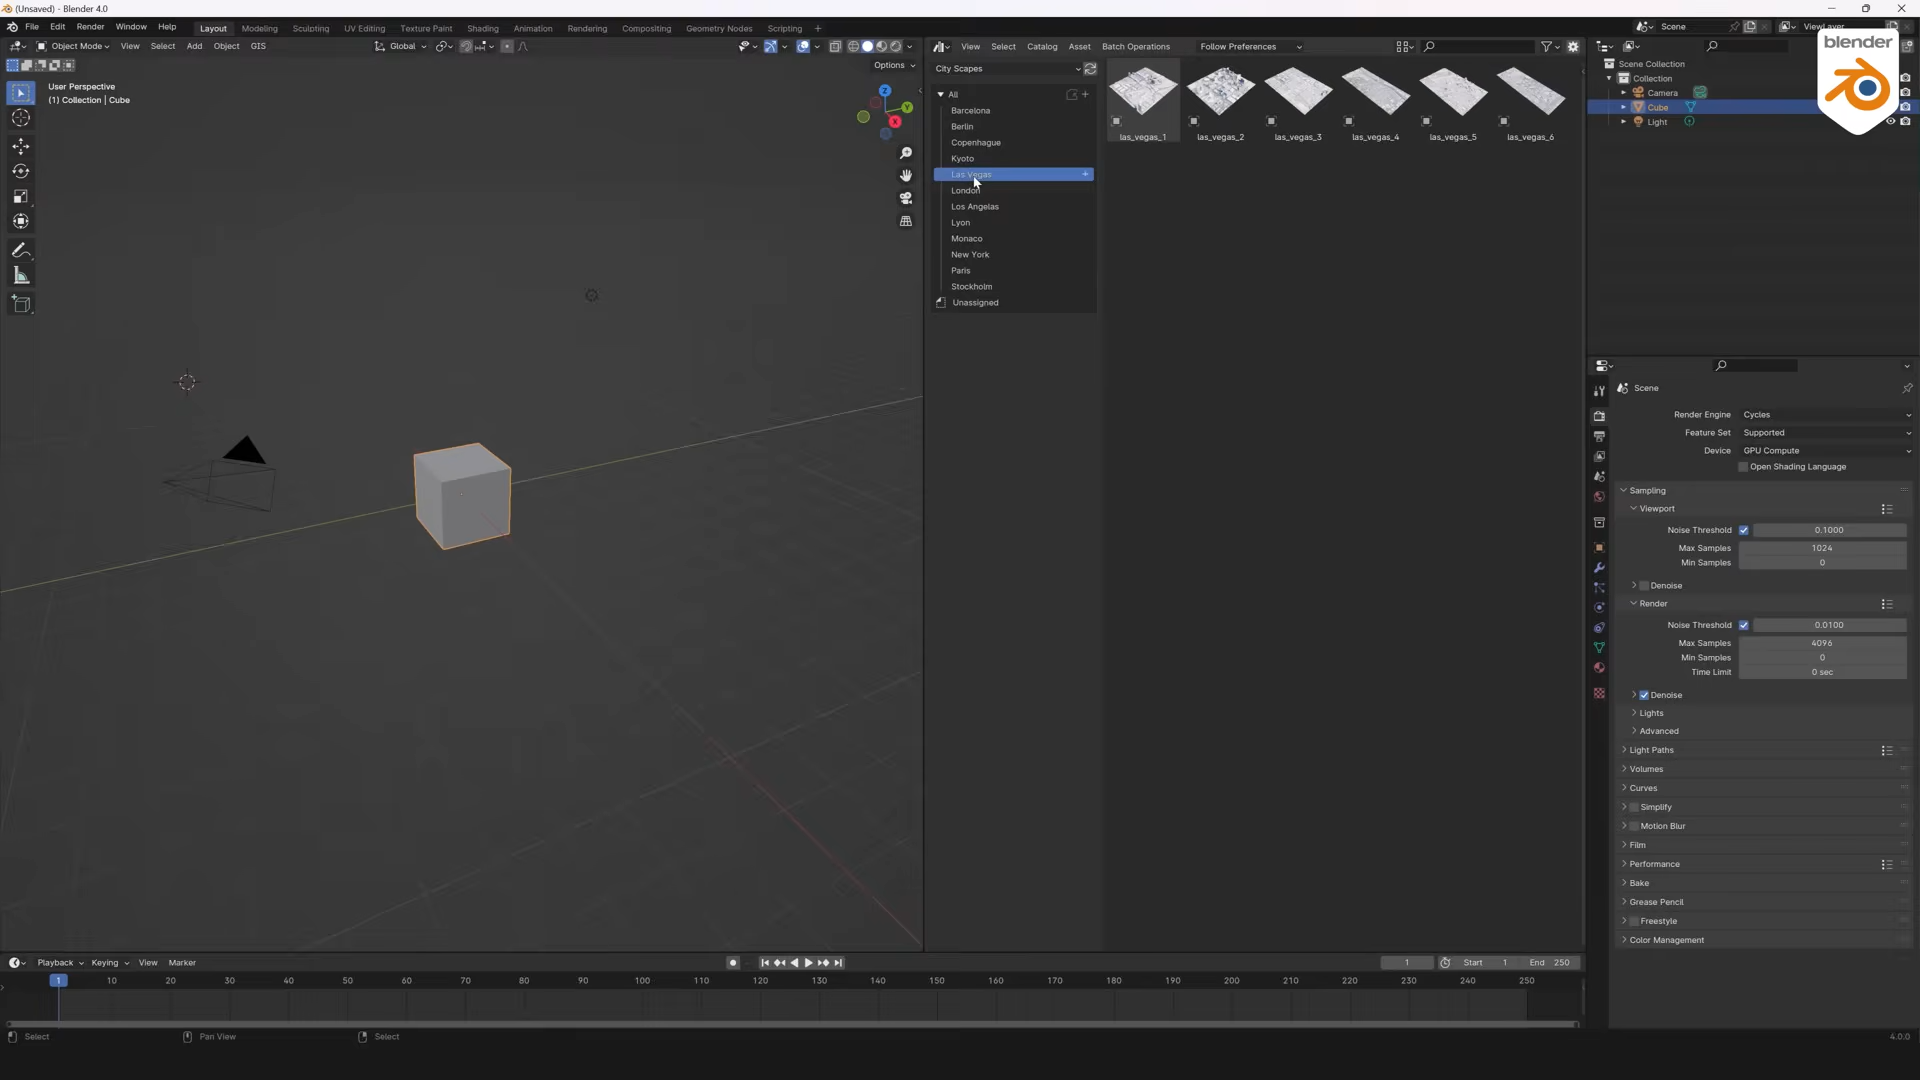 (Unsaved) - Blender 4.0
File Edit Render Window Help Layout Modeling Sculpting UV Editing Texture Paint Shading Animation Rendering Compositing Geometry Nodes Scripting + Scene ViewLayer
Object Mode View Select Add Object GIS Global
Options
User Perspective
(1) Collection | Cube
Z
Y
X
View Select Catalog Asset Batch Operations Follow Preferences
City Scapes
All
Barcelona
Berlin
Copenhague
Kyoto
Las Vegas
London
Los Angelas
Lyon
Monaco
New York
Paris
Stockholm
Unassigned
las_vegas_1 las_vegas_2 las_vegas_3 las_vegas_4 las_vegas_5 las_vegas_6
blender
Scene Collection
Collection
Camera
Cube
Light
Scene
Render Engine Cycles
Feature Set Supported
Device GPU Compute
Open Shading Language
Sampling
Viewport
Noise Threshold 0.1000
Max Samples 1024
Min Samples 0
Denoise
Render
Noise Threshold 0.0100
Max Samples 4096
Min Samples 0
Time Limit 0 sec
Denoise
Lights
Advanced
Light Paths
Volumes
Curves
Simplify
Motion Blur
Film
Performance
Bake
Grease Pencil
Freestyle
Color Management
Playback Keying View Marker 1 Start 1 End 250
1 10 20 30 40 50 60 70 80 90 100 110 120 130 140 150 160 170 180 190 200 210 220 230 240 250
Select Pan View Select 4.0.0